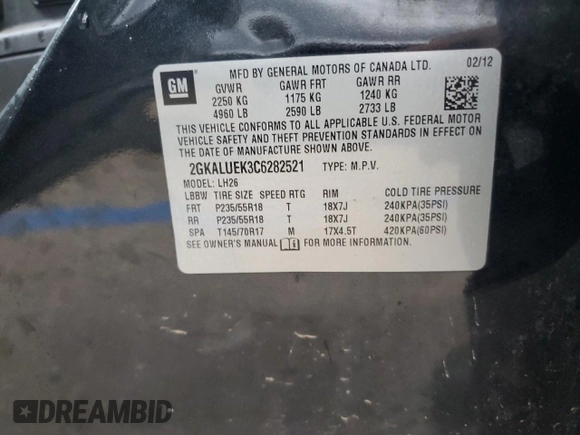 GM
MFD BY GENERAL MOTORS OF CANADA LTD. 02/12
GVWR GAWR FRT GAWR RR
2250 KG 1175 KG 1240 KG
4960 LB 2590 LB 2733 LB
THIS VEHICLE CONFORMS TO ALL APPLICABLE U.S. FEDERAL MOTOR
VEHICLE SAFETY AND THEFT PREVENTION STANDARDS IN EFFECT ON
THE DATE OF MANUFACTURE SHOWN ABOVE.
2GKALUEK3C6282521 TYPE: M.P.V.
MODEL: LH26
LBBW TIRE SIZE SPEED RTG RIM COLD TIRE PRESSURE
FRT P235/55R18 T 18X7J 240KPA(35PSI)
RR P235/55R18 T 18X7J 240KPA(35PSI)
SPA T145/70R17 M 17X4.5T 420KPA(60PSI)
SEE OWNER'S MANUAL FOR MORE INFORMATION.
DREAMBID